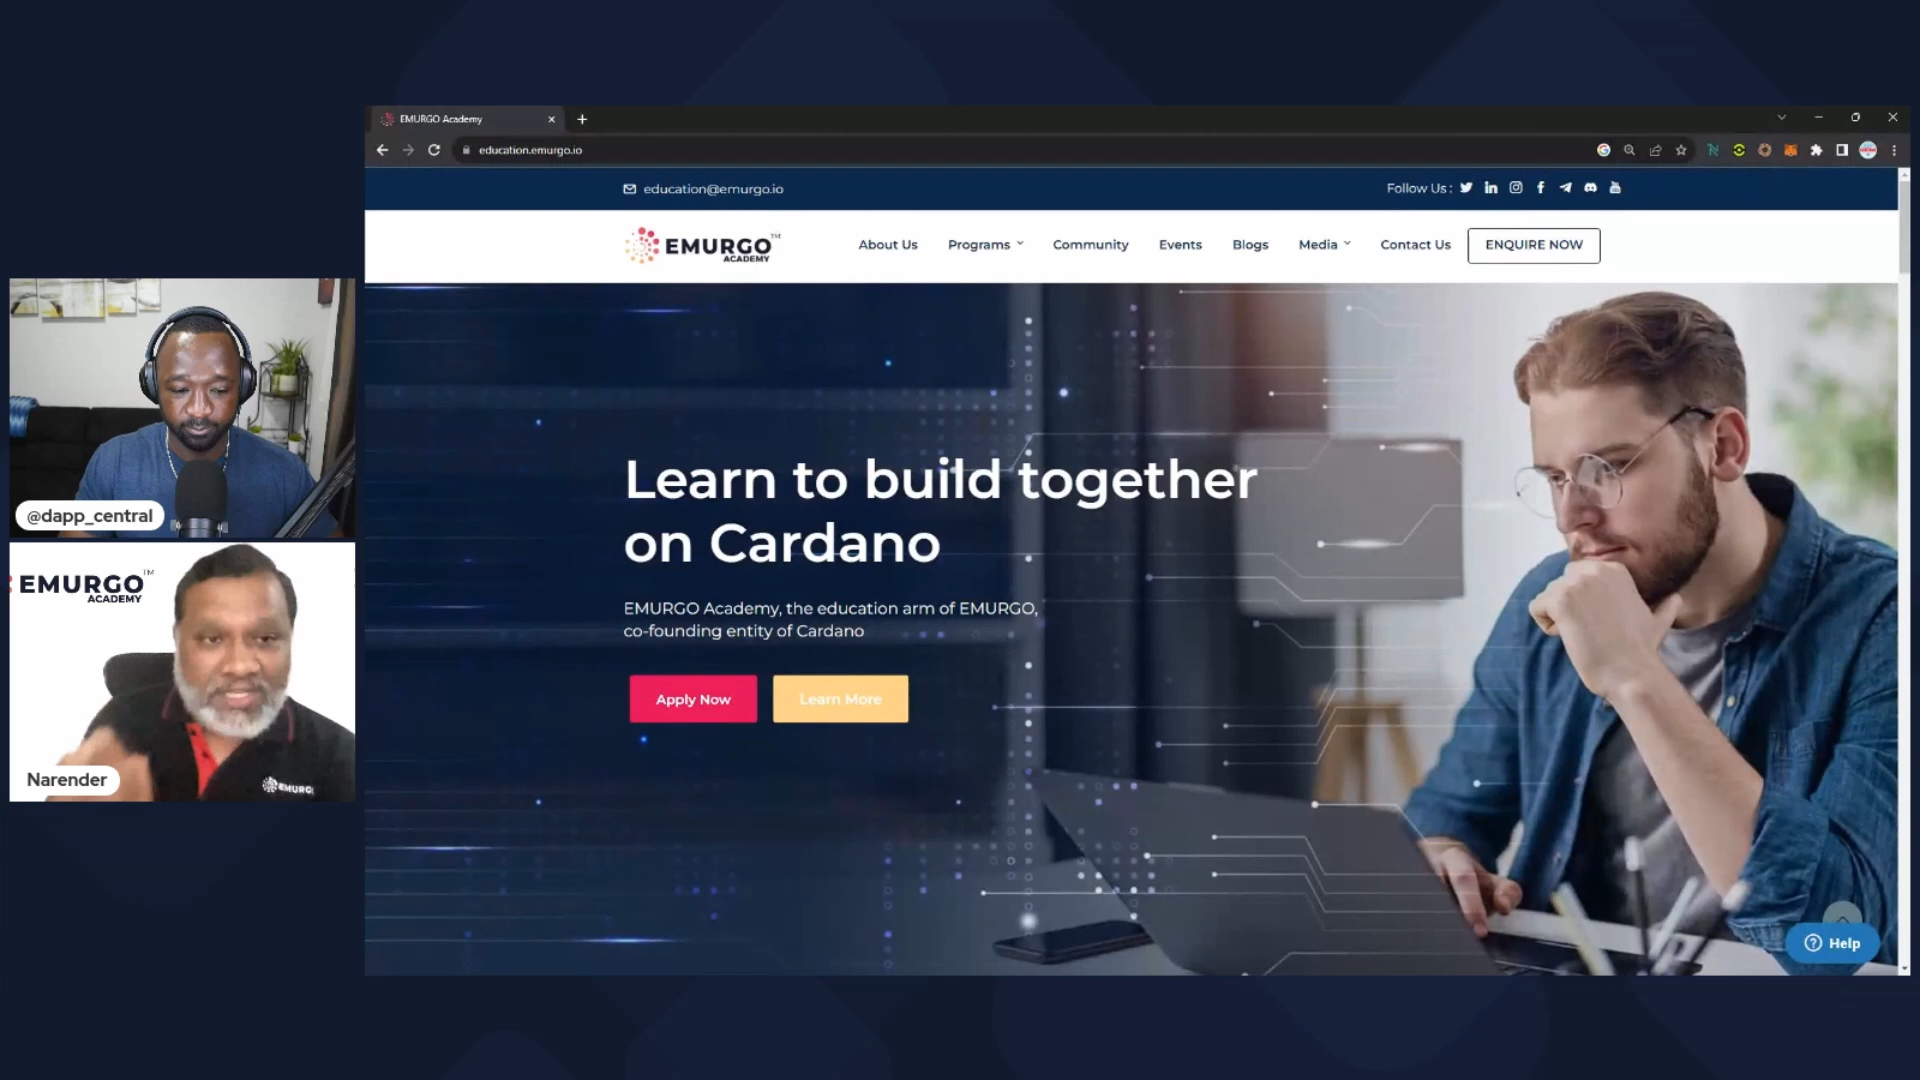 EMURGO Academy
education.emurgo.io
education@emurgo.io
Follow Us :
EMURGO™
ACADEMY
About Us
Programs
Community
Events
Blogs
Media
Contact Us
ENQUIRE NOW
Learn to build together
on Cardano
EMURGO Academy, the education arm of EMURGO,
co-founding entity of Cardano
Apply Now
Learn More
Help
@dapp_central
EMURGO™
ACADEMY
Narender
EMURGO